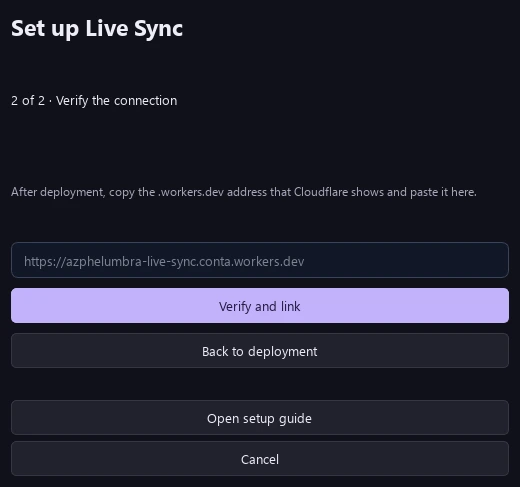 Set up Live Sync
2 of 2 · Verify the connection
After deployment, copy the .workers.dev address that Cloudflare shows and paste it here.
https://azphelumbra-live-sync.conta.workers.dev
Verify and link
Back to deployment
Open setup guide
Cancel